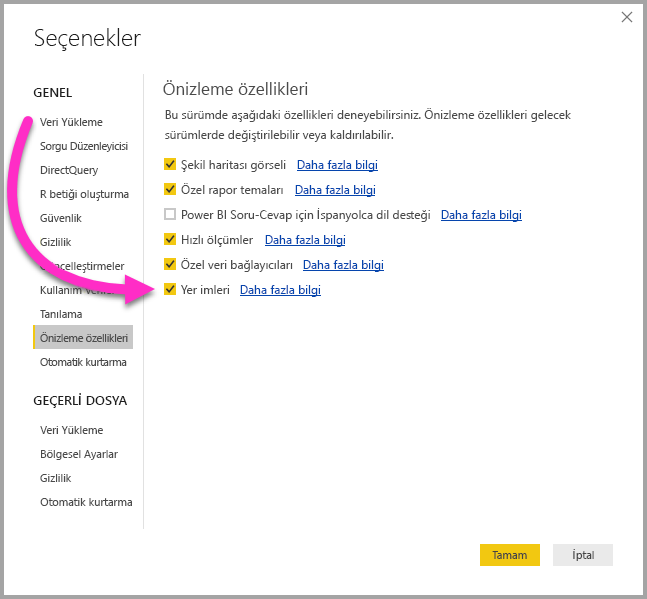 Seçenekler
GENEL
Veri Yükleme
Sorgu Düzenleyicisi
DirectQuery
R betiği oluşturma
Güvenlik
Gizlilik
Kullanım
Tanılama
Önizleme özellikleri
Otomatik kurtarma
GEÇERLİ DOSYA
Veri Yükleme
Bölgesel Ayarlar
Gizlilik
Otomatik kurtarma
Önizleme özellikleri
Bu sürümde aşağıdaki özellikleri deneyebilirsiniz. Önizleme özellikleri gelecek
sürümlerde değiştirilebilir veya kaldırılabilir.
Şekil haritası görseli Daha fazla bilgi
Özel rapor temaları Daha fazla bilgi
Power BI Soru-Cevap için İspanyolca dil desteği Daha fazla bilgi
Hızlı ölçümler Daha fazla bilgi
Özel veri bağlayıcıları Daha fazla bilgi
Yer imleri Daha fazla bilgi
Tamam İptal